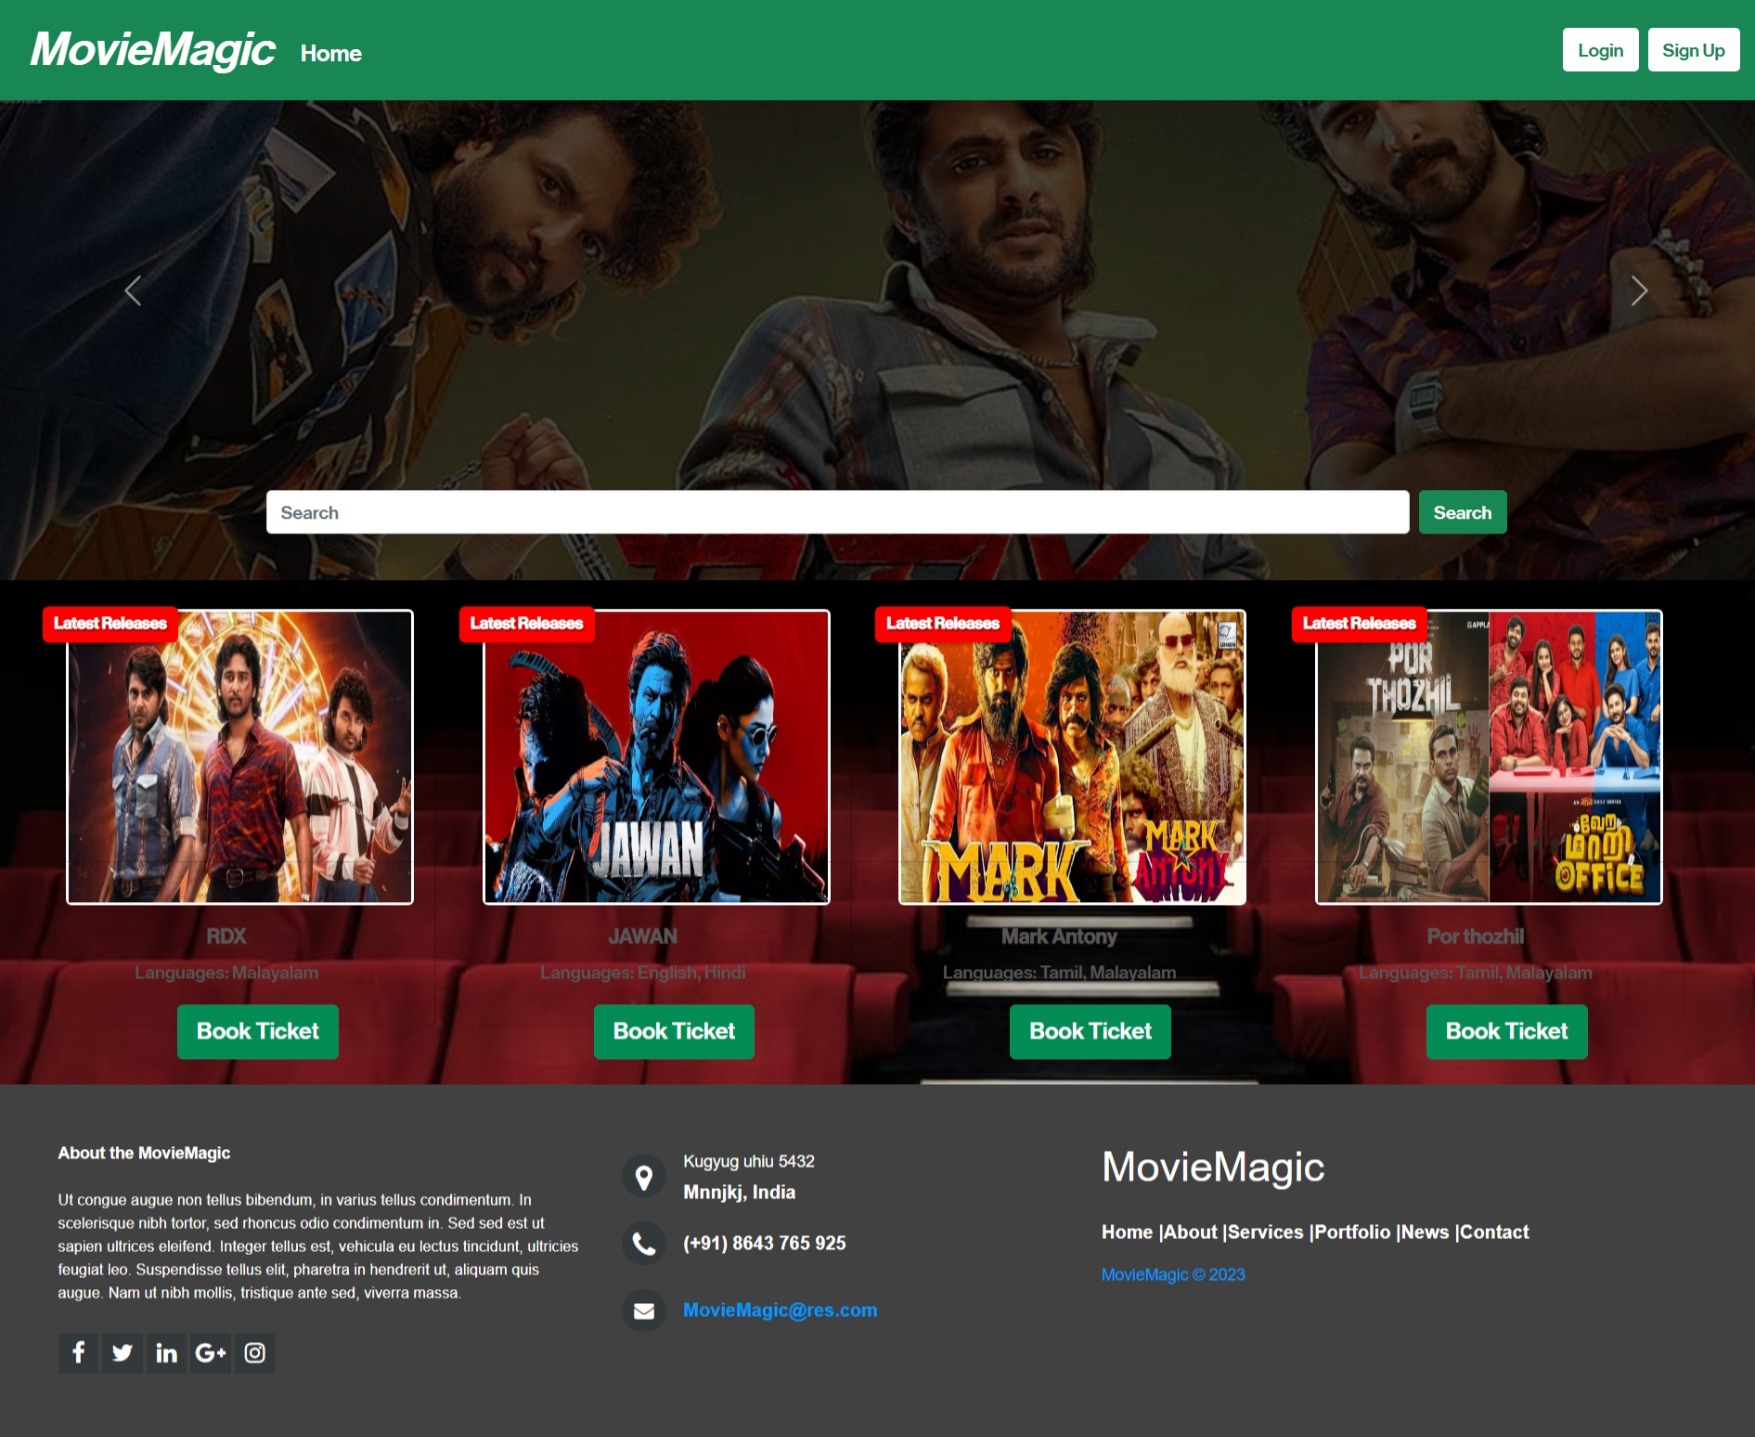 MovieMagic Home Login Sign Up
Search Search
Latest Releases Latest Releases Latest Releases Latest Releases
POR
THOZHIL
JAWAN
MARK
MARK
ANTONY
வேற
மாறி
OFFICE
RDX JAWAN Mark Antony Por thozhil
Languages: Malayalam Languages: English, Hindi Languages: Tamil, Malayalam Languages: Tamil, Malayalam
Book Ticket Book Ticket Book Ticket Book Ticket
About the MovieMagic
Ut congue augue non tellus bibendum, in varius tellus condimentum. In
scelerisque nibh tortor, sed rhoncus odio condimentum in. Sed sed est ut
sapien ultrices eleifend. Integer tellus est, vehicula eu lectus tincidunt, ultricies
feugiat leo. Suspendisse tellus elit, pharetra in hendrerit ut, aliquam quis
augue. Nam ut nibh mollis, tristique ante sed, viverra massa.
Kugyug uhiu 5432
Mnnjkj, India
(+91) 8643 765 925
MovieMagic@res.com
MovieMagic
Home |About |Services |Portfolio |News |Contact
MovieMagic © 2023